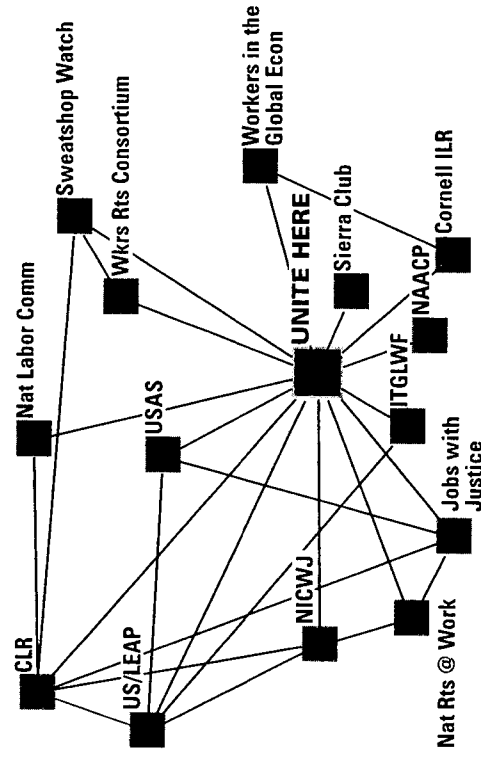 Sweatshop Watch
Wkrs Rts Consortium
Workers in the
Global Econ
Nat Labor Comm
UNITE HERE
Sierra Club
Cornell ILR
NAACP
USAS
ITGLWF
CLR
US/LEAP
NICWJ
Jobs with
Justice
Nat Rts @ Work